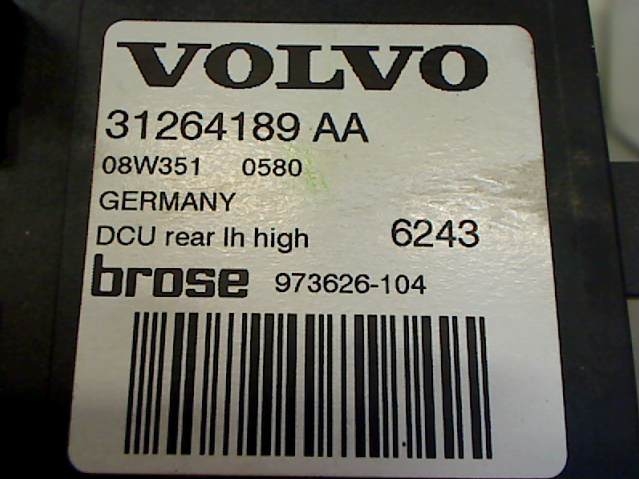 VOLVO
31264189 AA
08W351 0580
GERMANY
DCU rear lh high 6243
brose 973626-104